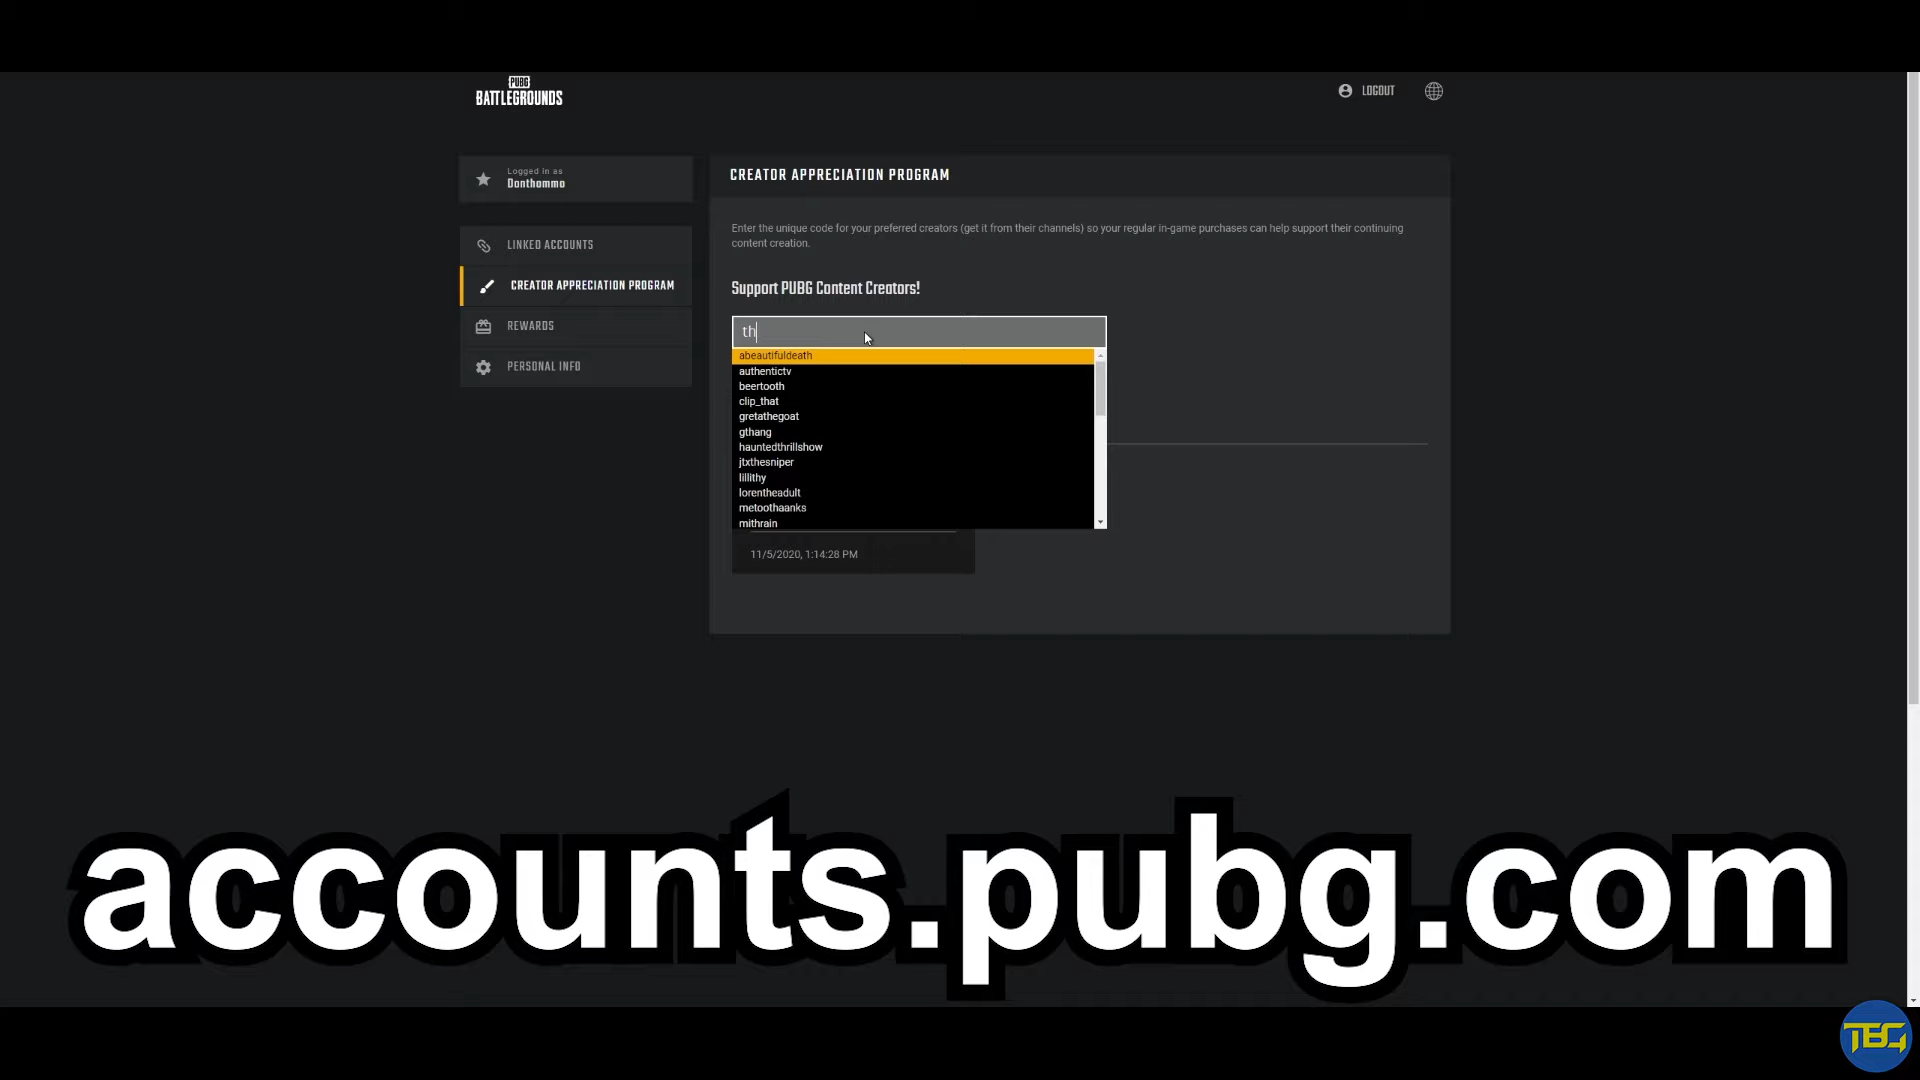 PUBG
BATTLEGROUNDS
LOGOUT
Logged in as
Danthammo
LINKED ACCOUNTS
CREATOR APPRECIATION PROGRAM
REWARDS
PERSONAL INFO
CREATOR APPRECIATION PROGRAM
Enter the unique code for your preferred creators (get it from their channels) so your regular in-game purchases can help support their continuing
content creation.
Support PUBG Content Creators!
th
abeautifuldeath
authentictv
beertooth
clip_that
gretathegoat
gthang
hauntedthrillshow
jtxthesniper
lillithy
lorentheadult
metoothaanks
mithrain
11/5/2020, 1:14:28 PM
accounts.pubg.com
TBG